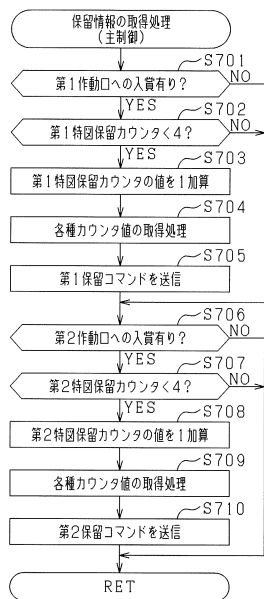 保留情報の取得処理
(主制御)
S701
第1作動口への入賞有り?
NO
YES
S702
第1特図保留カウンタ<4?
NO
YES
S703
第1特図保留カウンタの値を1加算
S704
各種カウンタ値の取得処理
S705
第1保留コマンドを送信
S706
第2作動口への入賞有り?
NO
YES
S707
第2特図保留カウンタ<4?
NO
YES
S708
第2特図保留カウンタの値を1加算
S709
各種カウンタ値の取得処理
S710
第2保留コマンドを送信
RET